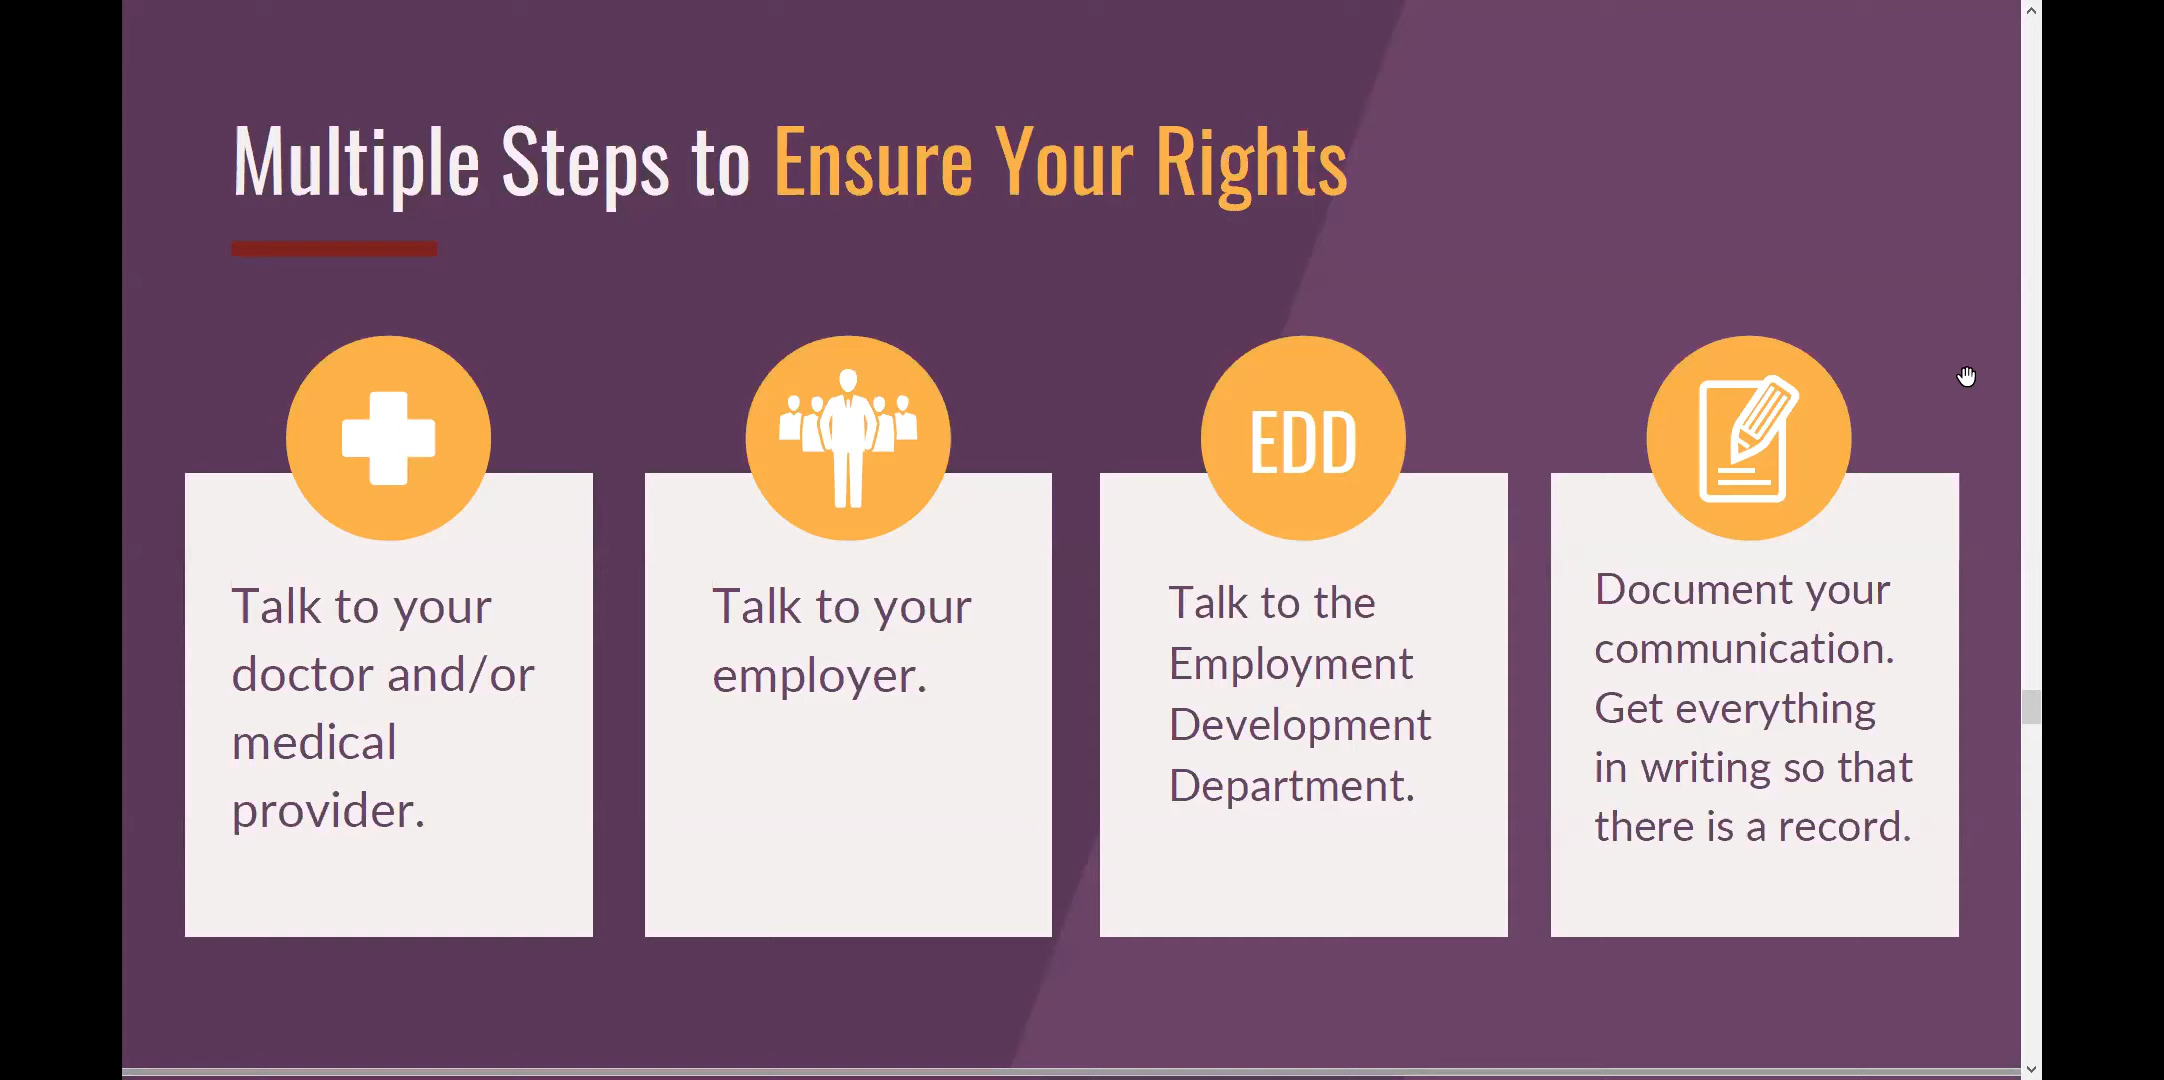 Multiple Steps to Ensure Your Rights
Talk to your
doctor and/or
medical
provider.
Talk to your
employer.
EDD
Talk to the
Employment
Development
Department.
Document your
communication.
Get everything
in writing so that
there is a record.